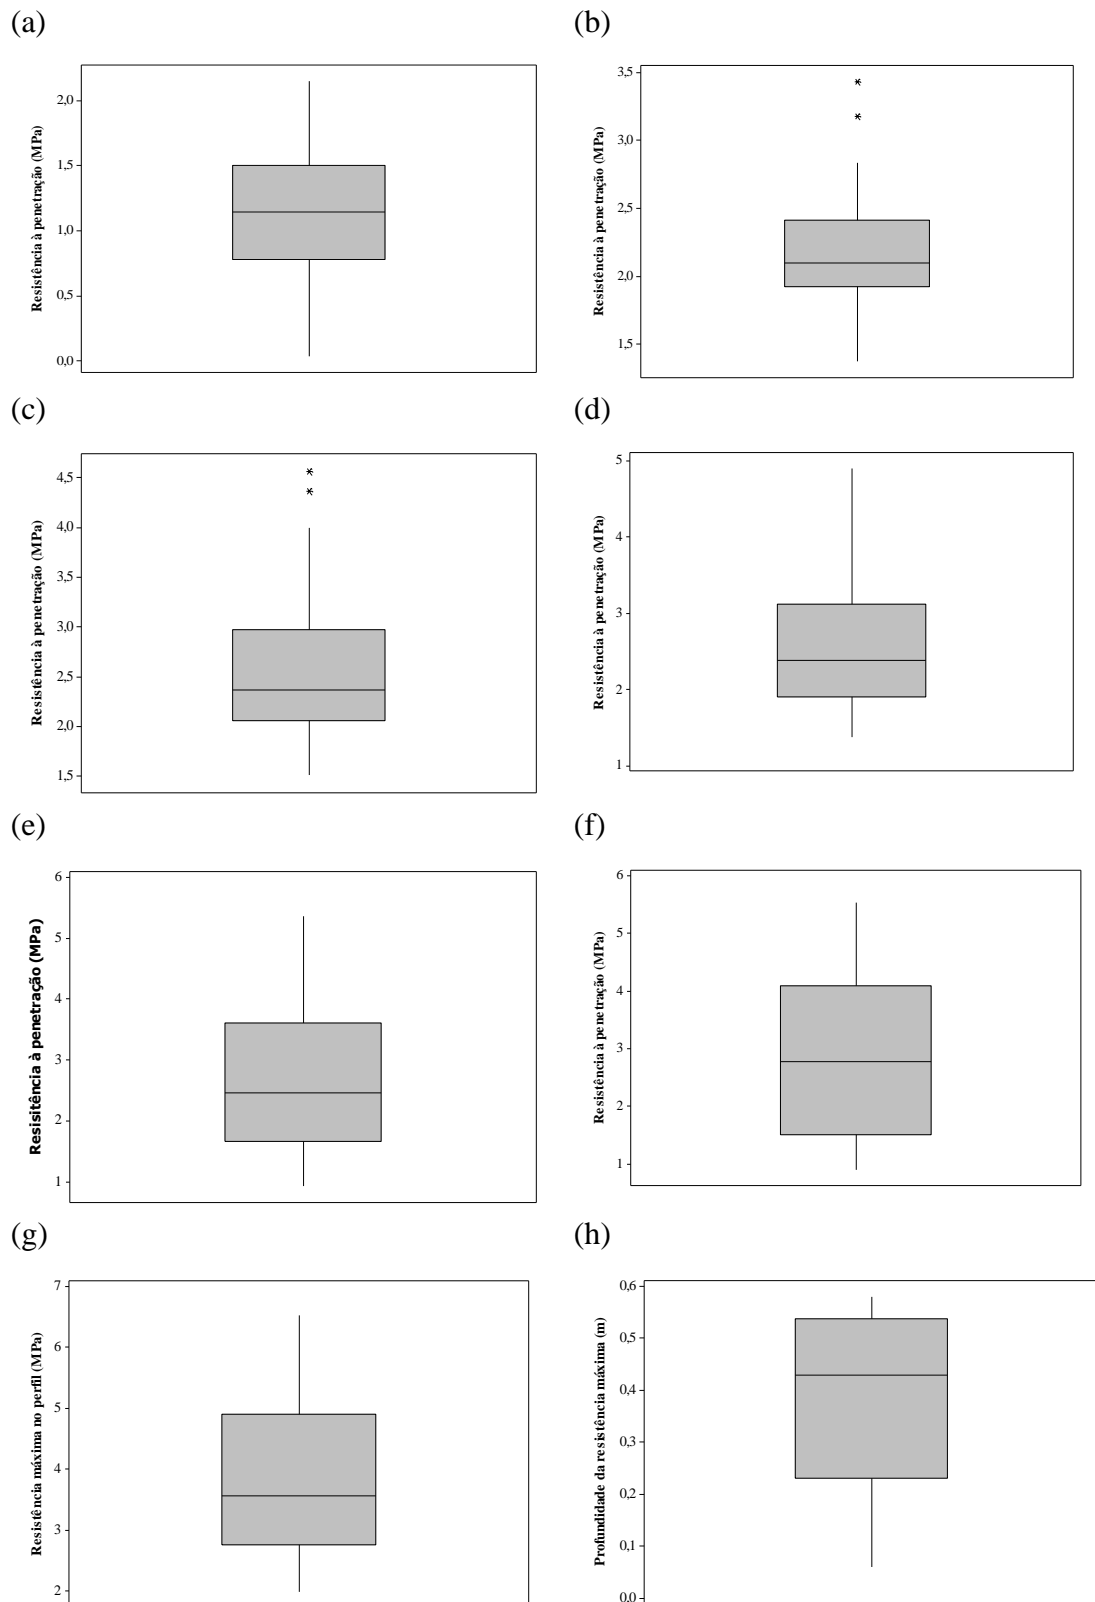 (a)
(b)
Resistência à penetração (MPa)
2,0
1,5
1,0
0,5
0,0
Resistência à penetração (MPa)
3,5
3,0
2,5
2,0
1,5
(c)
(d)
Resistência à penetração (MPa)
4,5
4,0
3,5
3,0
2,5
2,0
1,5
Resistência à penetração (MPa)
5
4
3
2
1
(e)
(f)
Resisitência à penetração (MPa)
6
5
4
3
2
1
Resistência à penetração (MPa)
6
5
4
3
2
1
(g)
(h)
Resistência máxima no perfil (MPa)
7
6
5
4
3
2
Profundidade da resistência máxima (m)
0,6
0,5
0,4
0,3
0,2
0,1
0,0